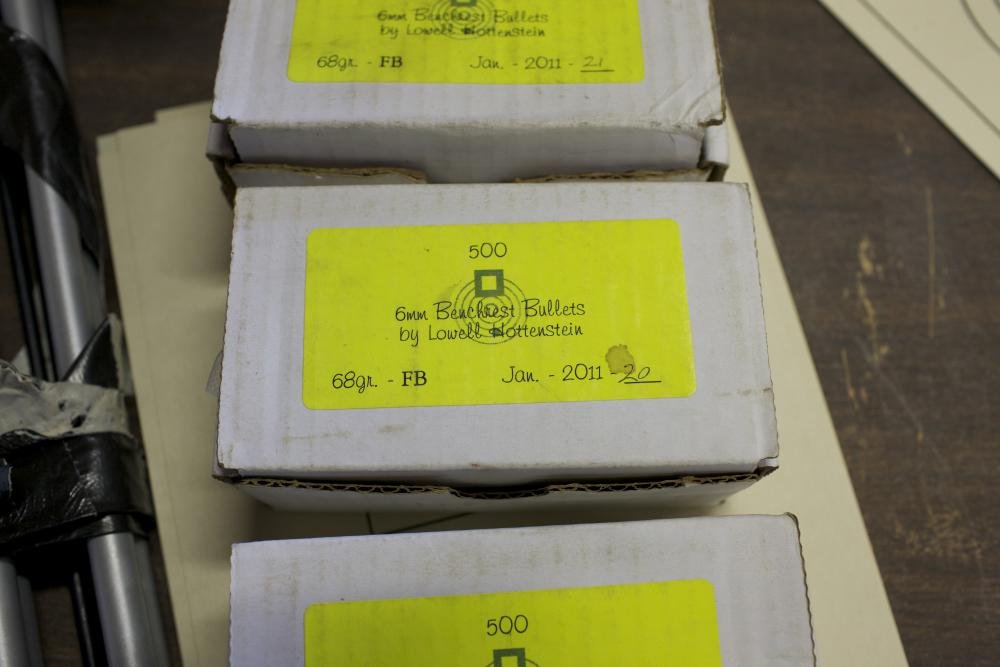 6mm Benchrest Bullets
by Lowell Hottenstein
68gr. - FB Jan. - 2011 - 21
500
6mm Benchrest Bullets
by Lowell Hottenstein
68gr. - FB Jan. - 2011 - 20
500